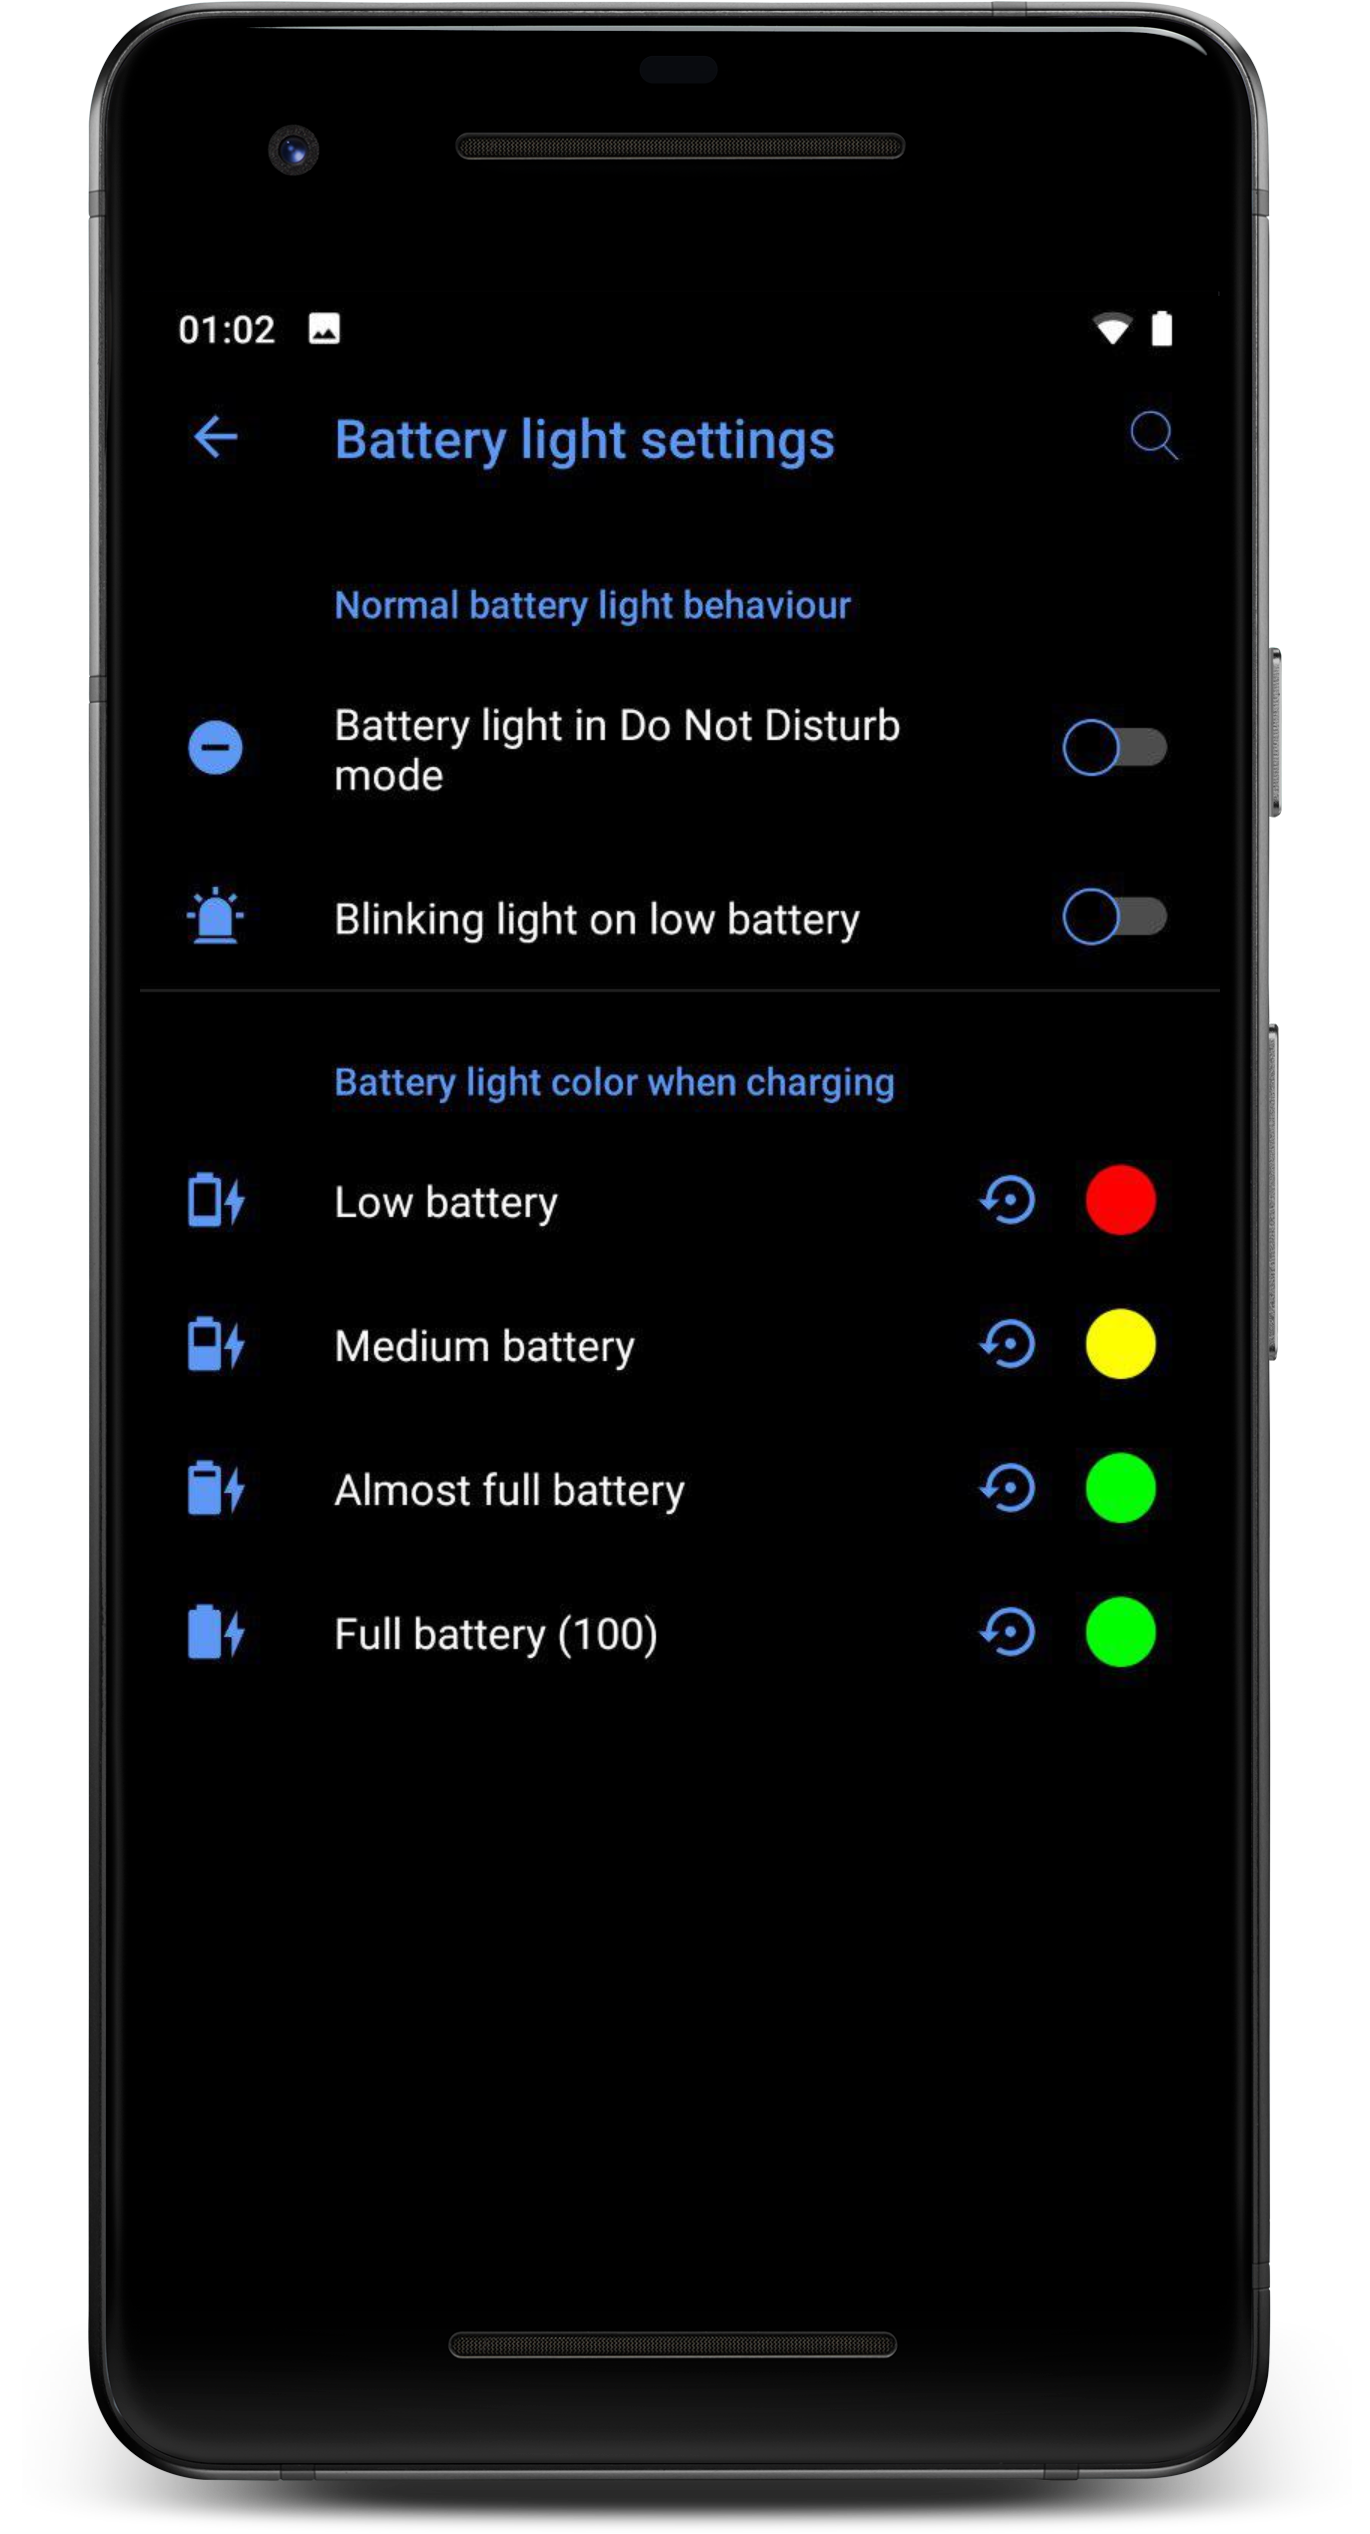 01:02
Battery light settings
Normal battery light behaviour
Battery light in Do Not Disturb
mode
Blinking light on low battery
Battery light color when charging
Low battery
Medium battery
Almost full battery
Full battery (100)